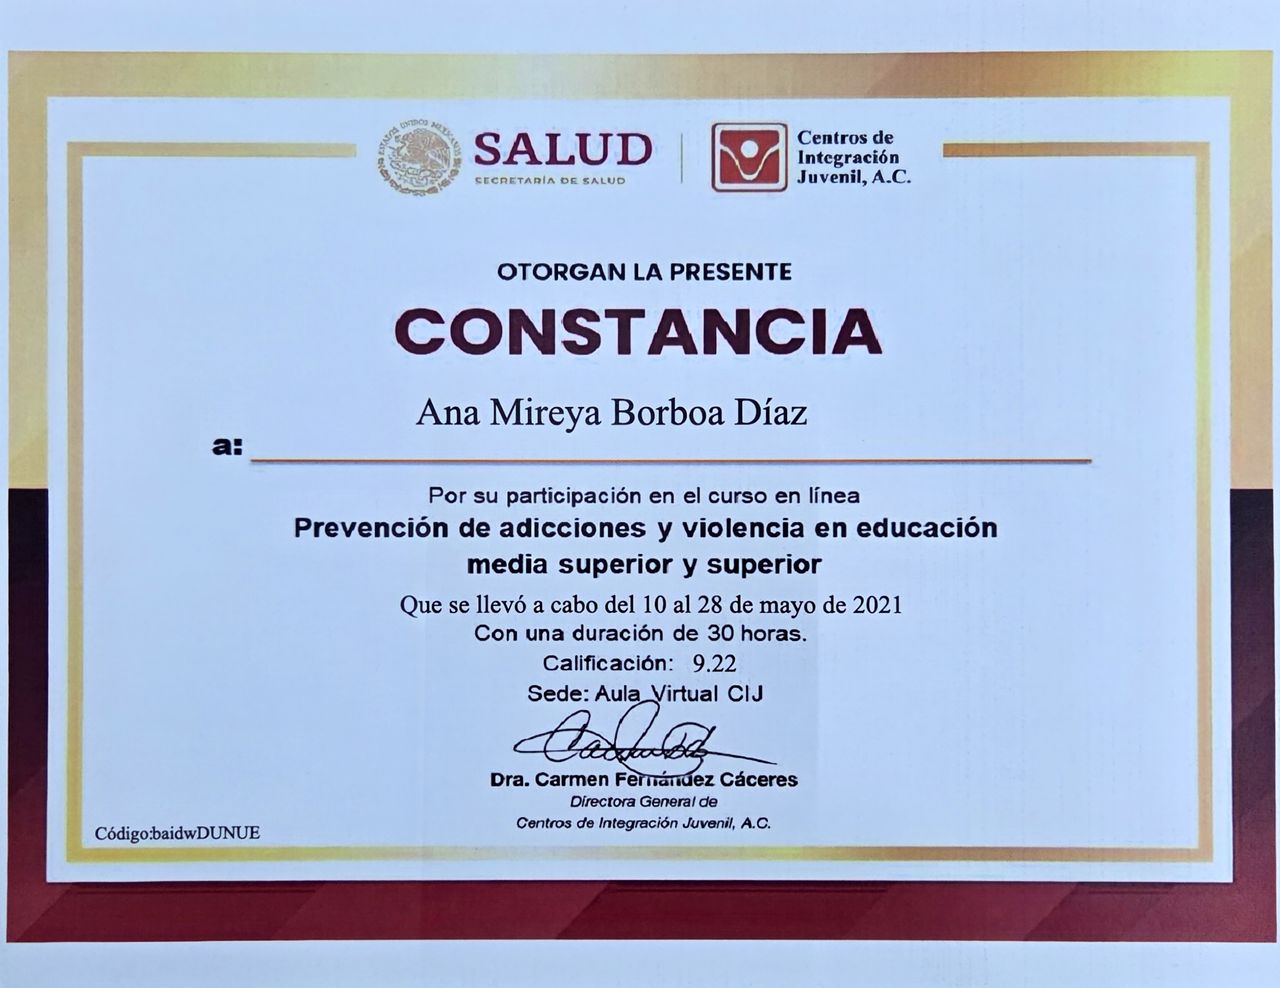 ESTADOS UNIDOS MEXICANOS
SALUD
SECRETARÍA DE SALUD
Centros de
Integración
Juvenil, A.C.
OTORGAN LA PRESENTE
CONSTANCIA
Ana Mireya Borboa Díaz
a:
Por su participación en el curso en línea
Prevención de adicciones y violencia en educación
media superior y superior
Que se llevó a cabo del 10 al 28 de mayo de 2021
Con una duración de 30 horas.
Calificación: 9.22
Sede: Aula Virtual CIJ
Dra. Carmen Fernández Cáceres
Directora General de
Centros de Integración Juvenil, A.C.
Código:baidwDUNUE